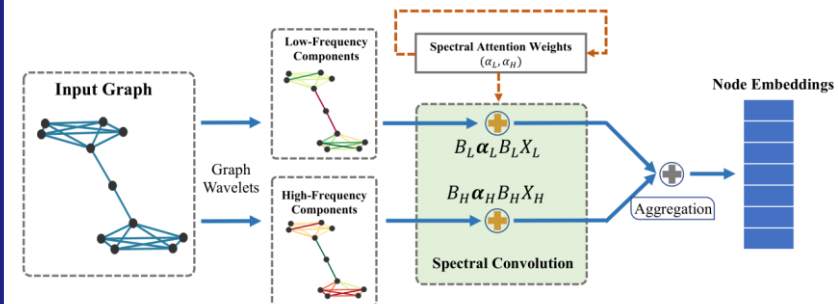 Input Graph
Graph
Wavelets
Low-Frequency
Components
High-Frequency
Components
Spectral Attention Weights
(α_L, α_H)
B_L α_L B_L X_L
B_H α_H B_H X_H
Spectral Convolution
Aggregation
Node Embeddings